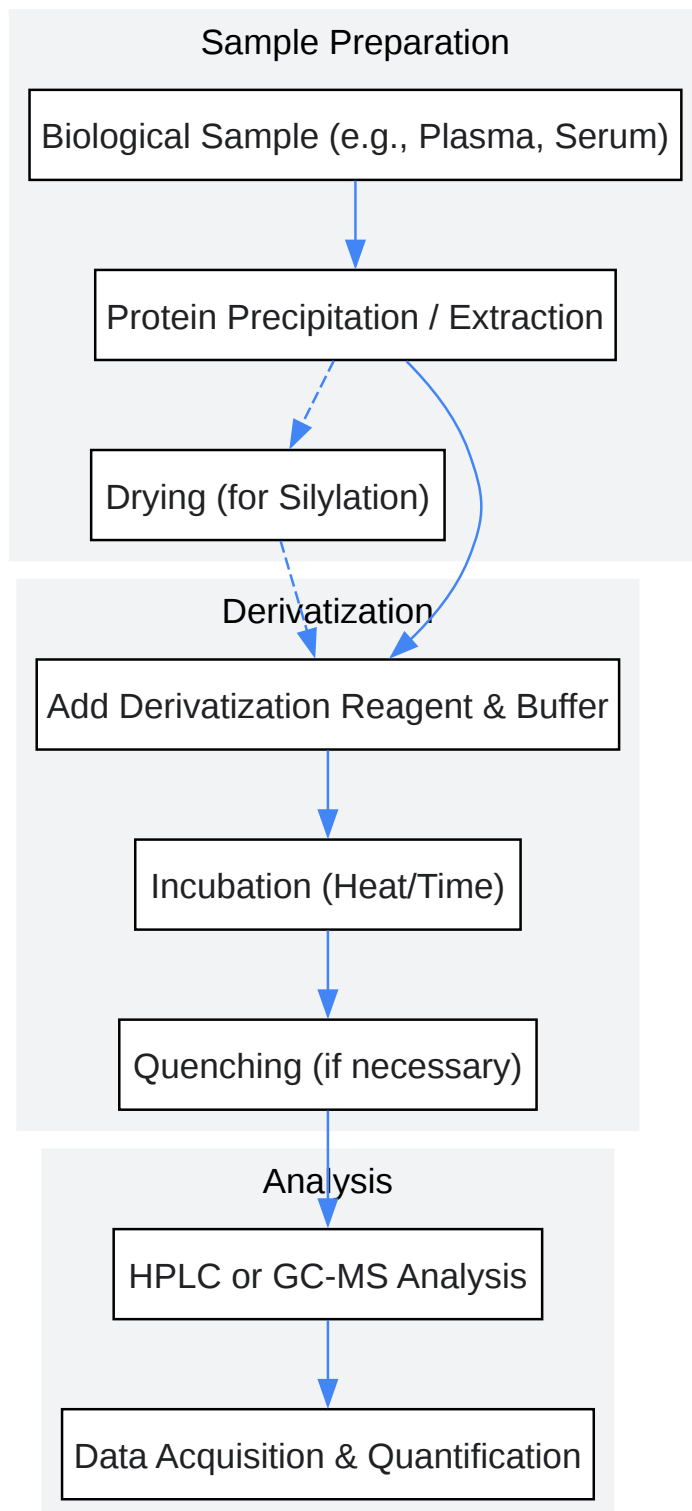 Sample Preparation
Biological Sample (e.g., Plasma, Serum)
Protein Precipitation / Extraction
Drying (for Silylation)
Derivatization
Add Derivatization Reagent & Buffer
Incubation (Heat/Time)
Quenching (if necessary)
Analysis
HPLC or GC-MS Analysis
Data Acquisition & Quantification